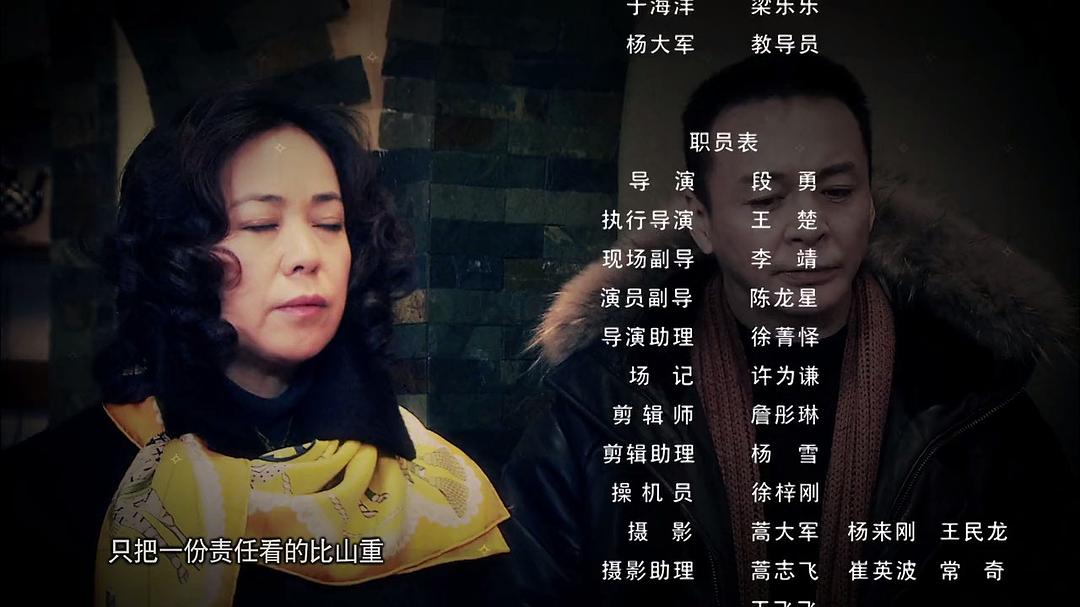 于海洋 梁乐乐
杨大军 教导员
职员表
导 演 段 勇
执行导演 王 楚
现场副导 李 靖
演员副导 陈龙星
导演助理 徐菁怿
场 记 许为谦
剪辑师 詹彤琳
剪辑助理 杨 雪
操机员 徐梓刚
摄 影 蒿大军 杨来刚 王民龙
摄影助理 蒿志飞 崔英波 常 奇
王飞飞
只把一份责任看的比山重